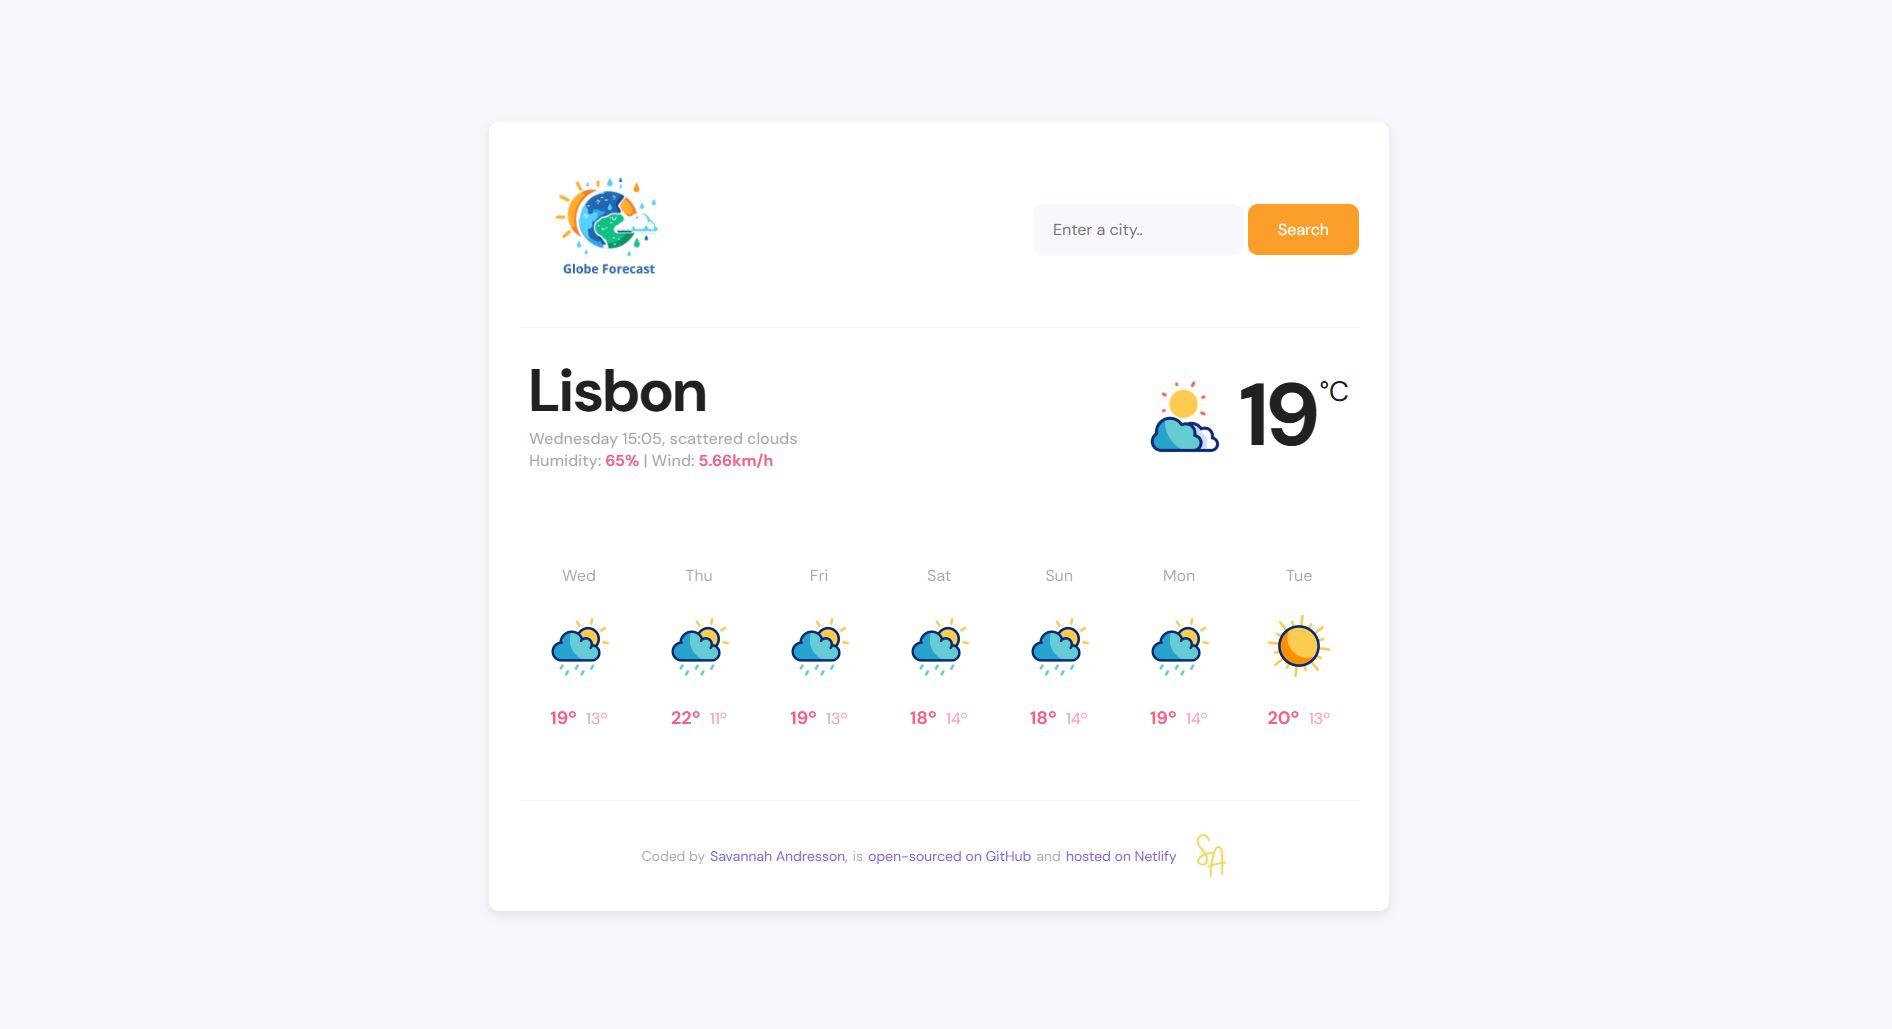 Globe Forecast
Enter a city..
Search
Lisbon
19 °C
Wednesday 15:05, scattered clouds
Humidity: 65% | Wind: 5.66km/h
Wed Thu Fri Sat Sun Mon Tue
19° 13° 22° 11° 19° 13° 18° 14° 18° 14° 19° 14° 20° 13°
Coded by Savannah Andresson, is open-sourced on GitHub and hosted on Netlify
SA